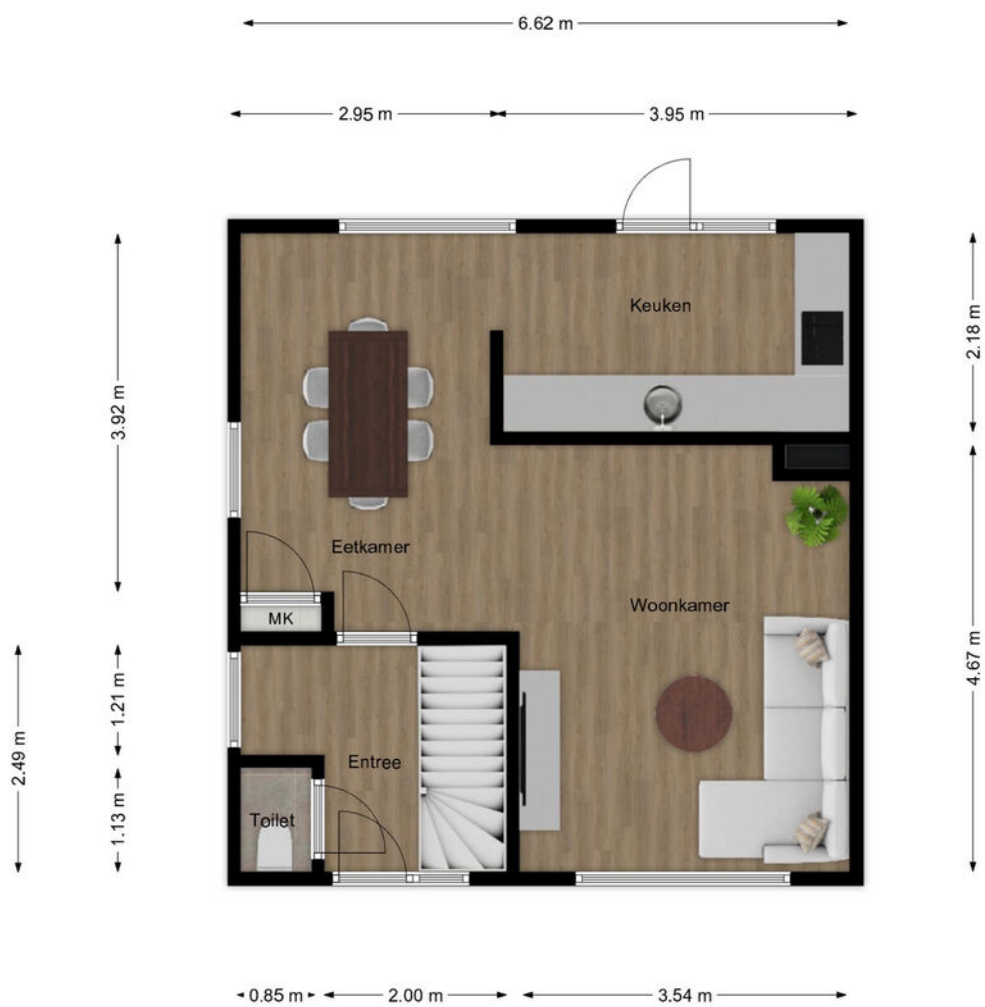 6.62 m
2.95 m
3.95 m
Keuken
2.18 m
3.92 m
Eetkamer
Woonkamer
MK
4.67 m
1.21 m
2.49 m
Entree
1.13 m
Toilet
0.85 m
2.00 m
3.54 m